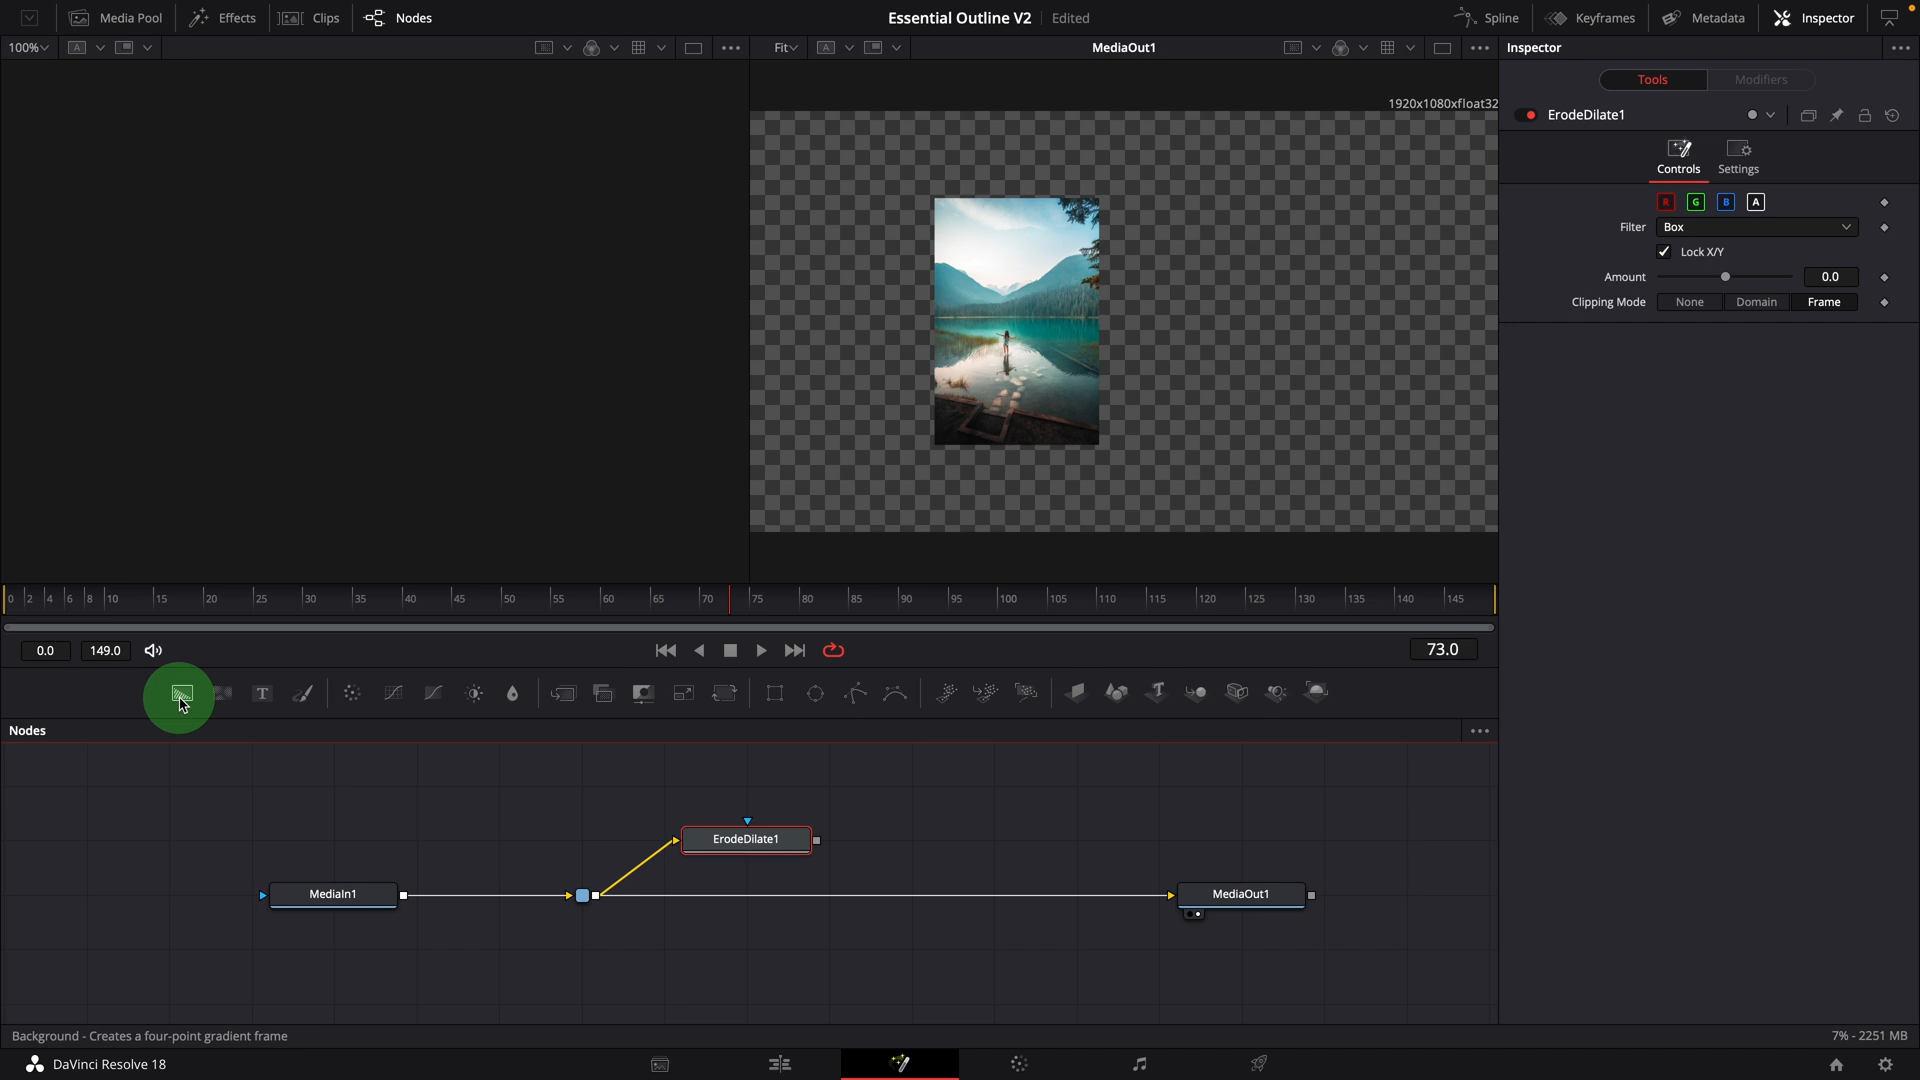 Media Pool
Effects
Clips
Nodes
Essential Outline V2
Edited
Spline
Keyframes
Metadata
Inspector
100%
A
Fit
A
MediaOut1
Inspector
Tools
Modifiers
1920x1080xfloat32
ErodeDilate1
Controls
Settings
R
G
B
A
Filter
Box
Lock X/Y
Amount
0.0
Clipping Mode
None
Domain
Frame
0
2
4
6
8
10
15
20
25
30
35
40
45
50
55
60
65
70
75
80
85
90
95
100
105
110
115
120
125
130
135
140
145
0.0
149.0
73.0
T
Nodes
ErodeDilate1
MediaIn1
MediaOut1
Background - Creates a four-point gradient frame
7% - 2251 MB
DaVinci Resolve 18